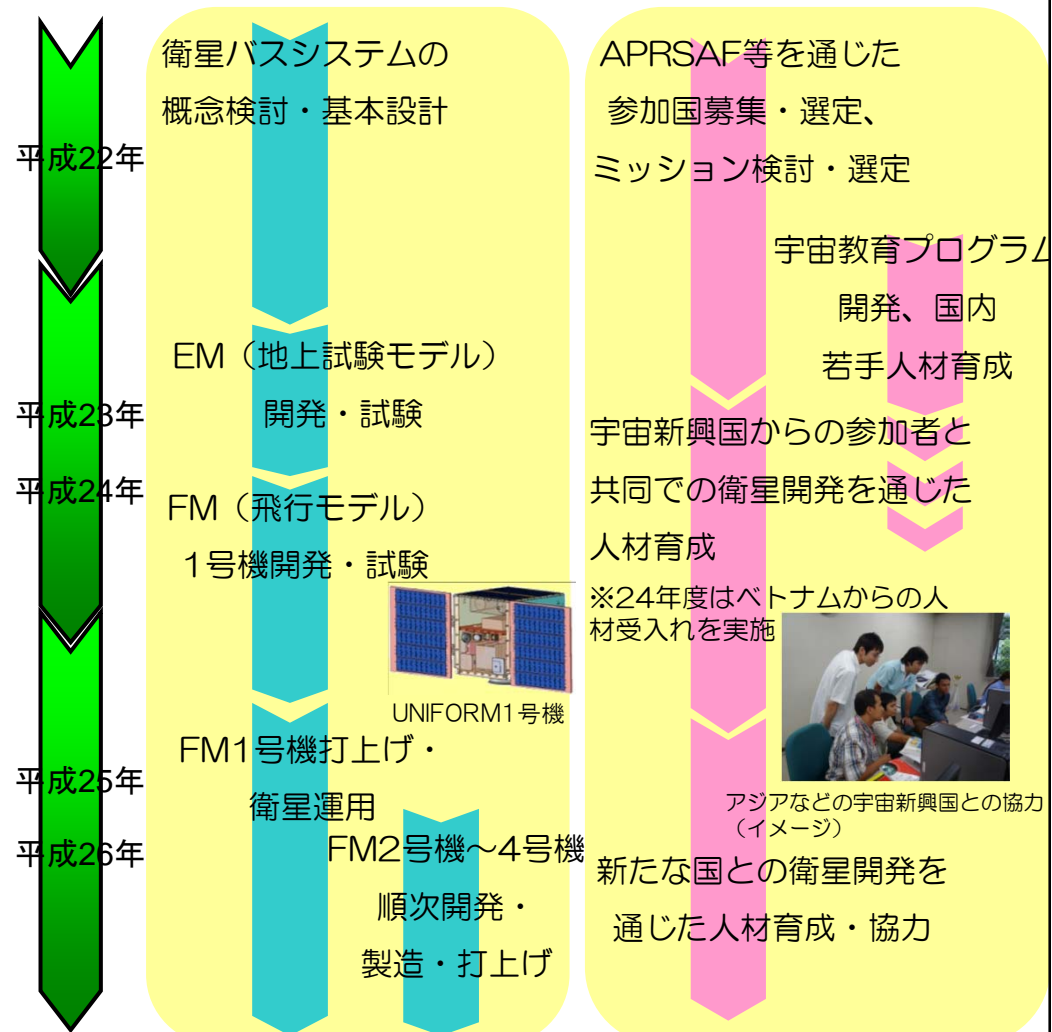 平成22年
平成23年
平成24年
平成25年
平成26年
衛星バスシステムの
概念検討・基本設計
EM（地上試験モデル）
開発・試験
FM（飛行モデル）
1号機開発・試験
UNIFORM1号機
FM1号機打上げ・
衛星運用
FM2号機～4号機
順次開発・
製造・打上げ
APRSAF等を通じた
参加国募集・選定、
ミッション検討・選定
宇宙教育プログラム
開発、国内
若手人材育成
宇宙新興国からの参加者と
共同での衛星開発を通じた
人材育成
※24年度はベトナムからの人
材受入れを実施
アジアなどの宇宙新興国との協力
（イメージ）
新たな国との衛星開発を
通じた人材育成・協力